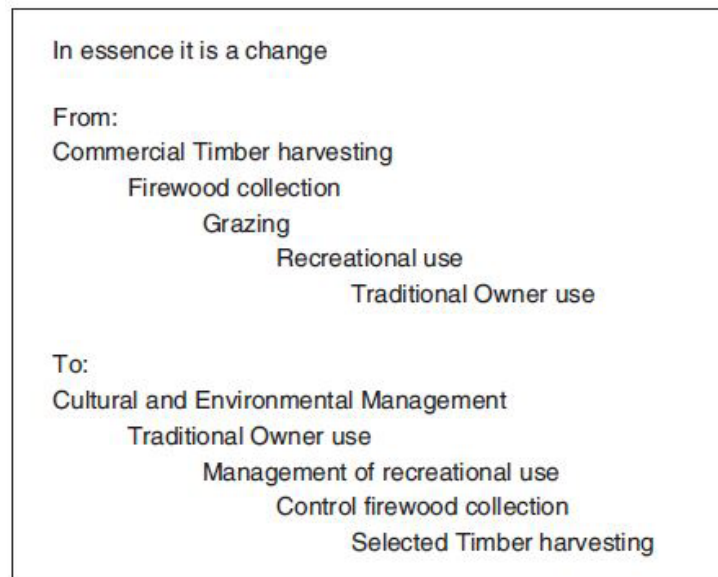 In essence it is a change
From:
Commercial Timber harvesting
Firewood collection
Grazing
Recreational use
Traditional Owner use
To:
Cultural and Environmental Management
Traditional Owner use
Management of recreational use
Control firewood collection
Selected Timber harvesting